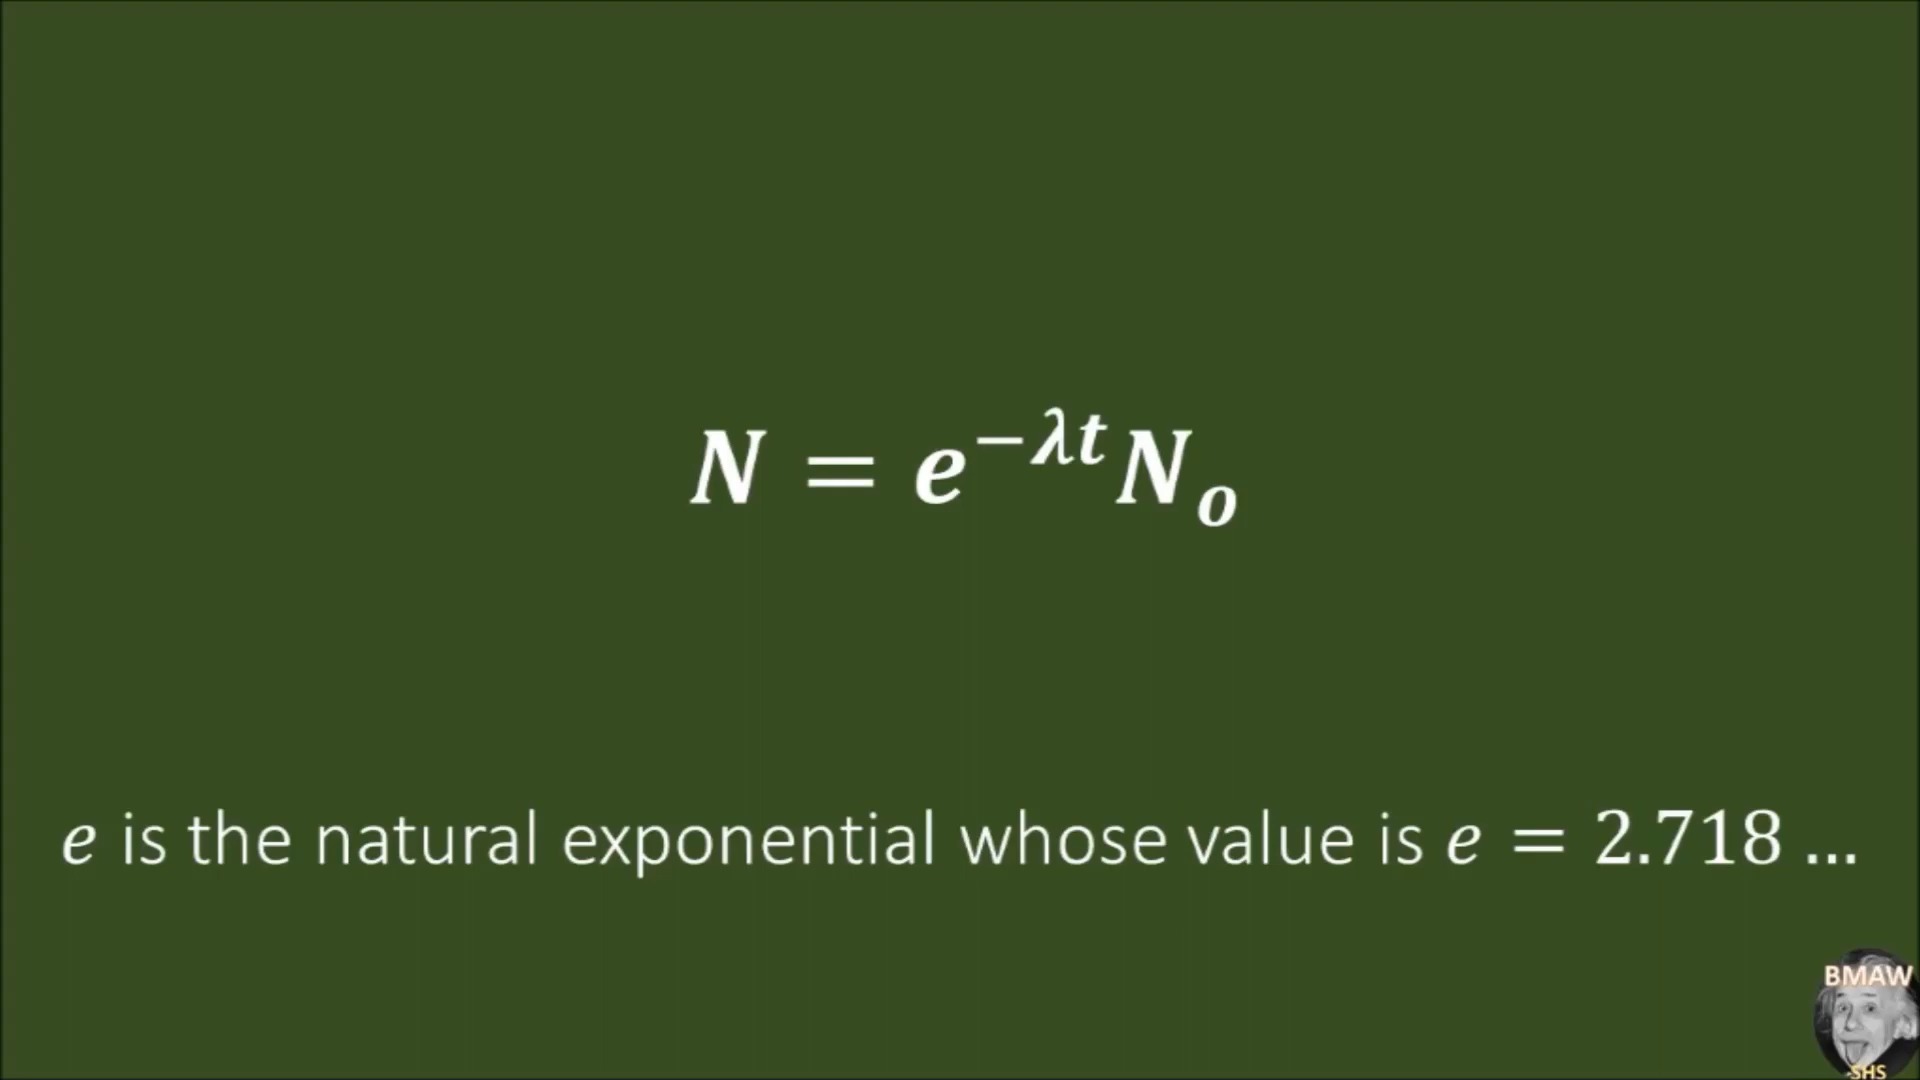 N = e^{-λt}N_o
e is the natural exponential whose value is e = 2.718 ...
BMAW
SHS